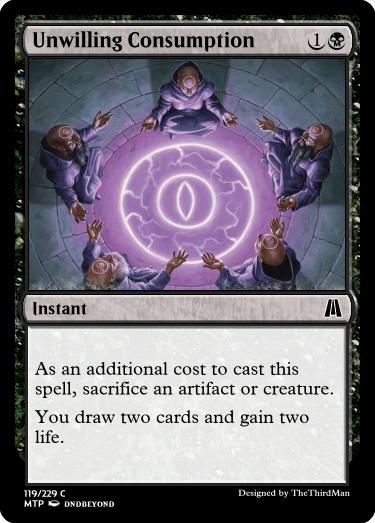 Unwilling Consumption 1
Instant
As an additional cost to cast this
spell, sacrifice an artifact or creature.
You draw two cards and gain two
life.
119/229 C
MTP DNDBEYOND
Designed by TheThirdMan